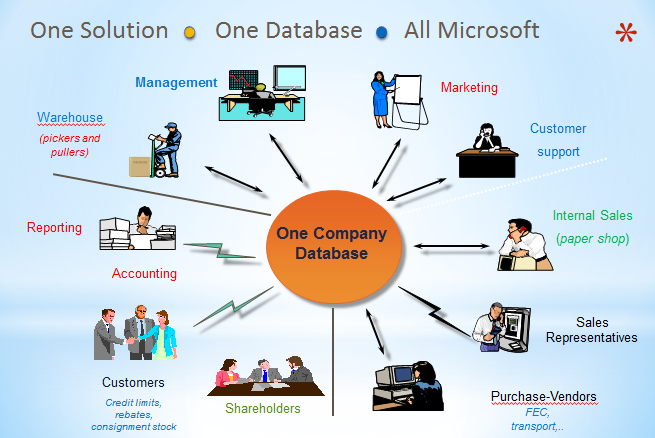 One Solution One Database All Microsoft
*
Management
Marketing
Warehouse
(pickers and
pullers)
Customer
support
Reporting
Accounting
One Company
Database
Internal Sales
(paper shop)
Sales
Representatives
Customers
Credit limits,
rebates,
consignment stock
Shareholders
Purchase-Vendors
FEC,
transport,..